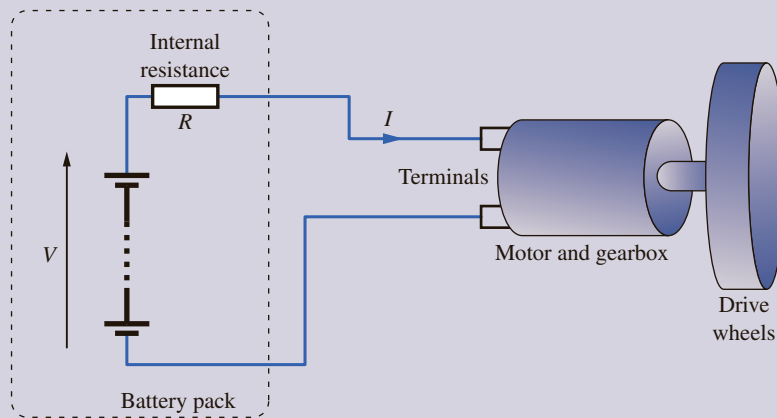 Internal
resistance
R
I
Terminals
V
Motor and gearbox
Drive
wheels
Battery pack